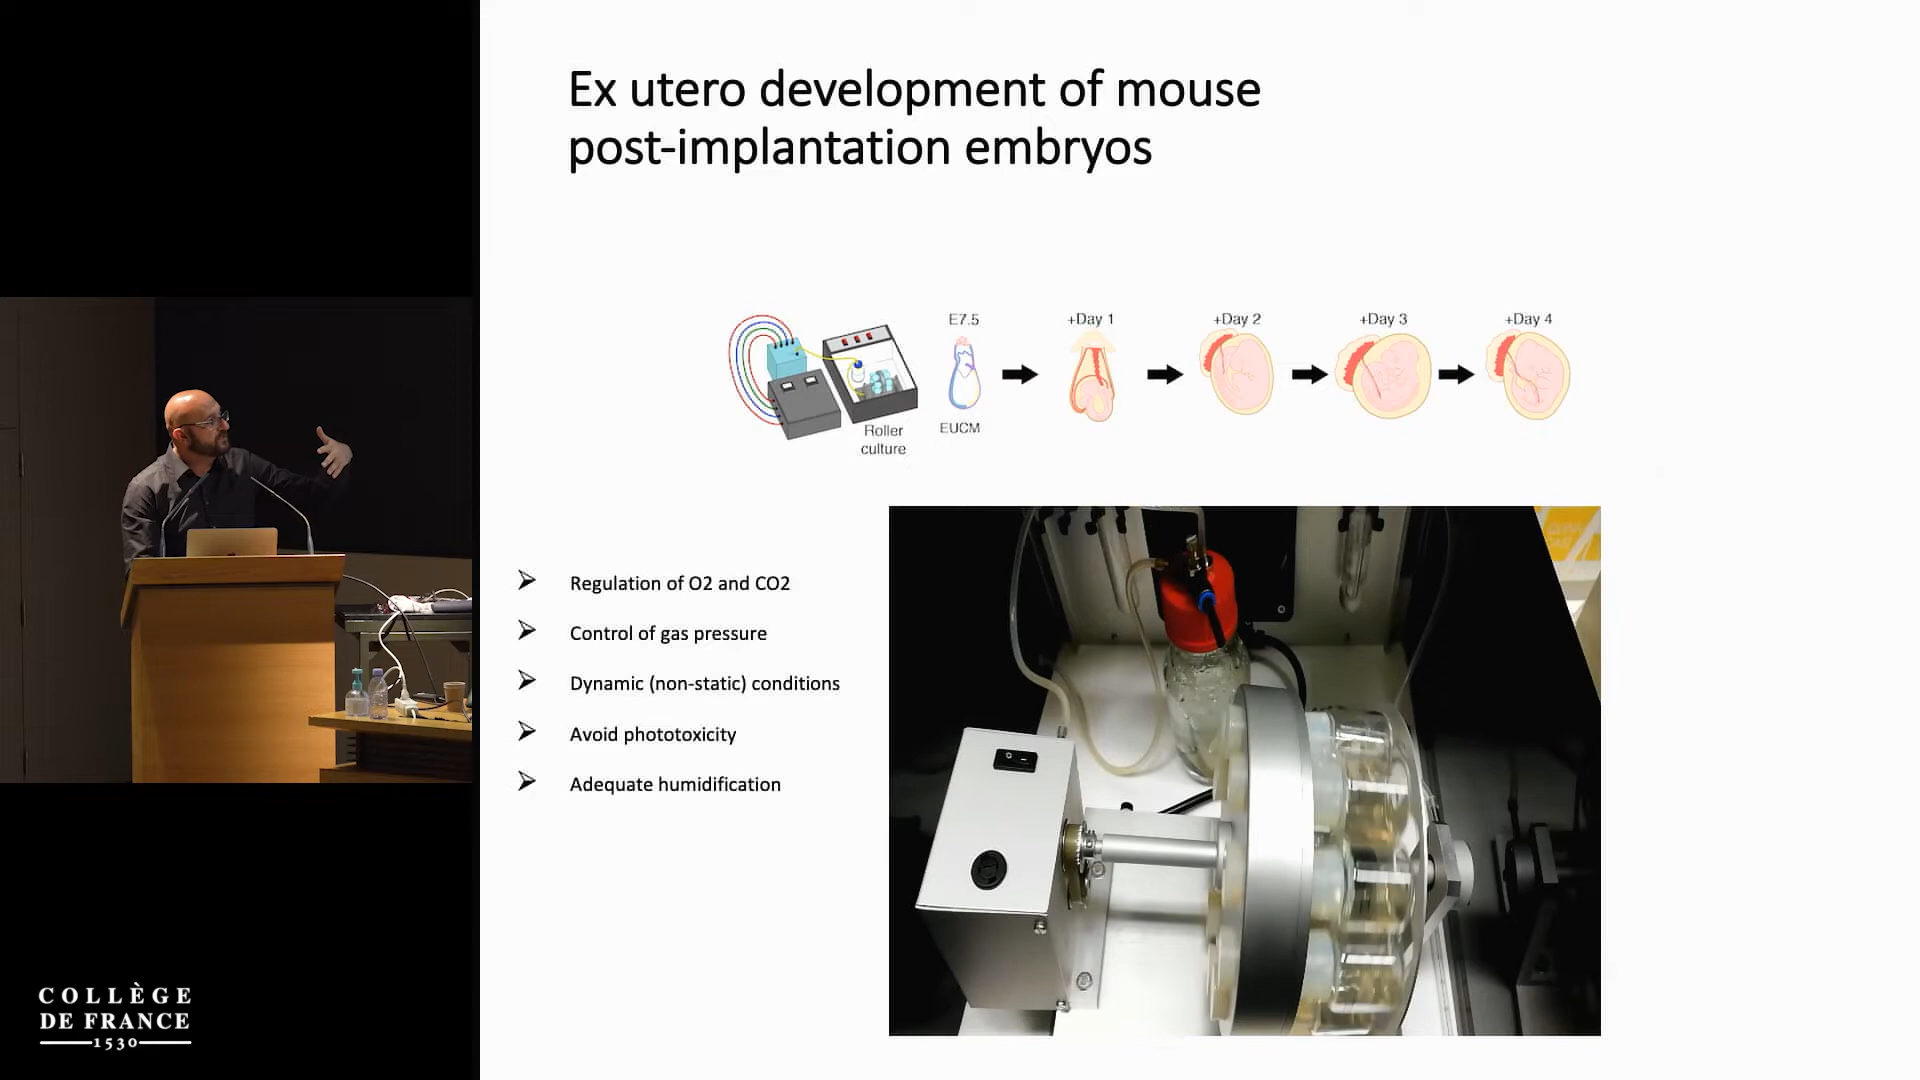 Ex utero development of mouse
post-implantation embryos
E7.5
+Day 1
+Day 2
+Day 3
+Day 4
EUCM
Roller
culture
Regulation of O2 and CO2
Control of gas pressure
Dynamic (non-static) conditions
Avoid phototoxicity
Adequate humidification
COLLÈGE
DE FRANCE
1530